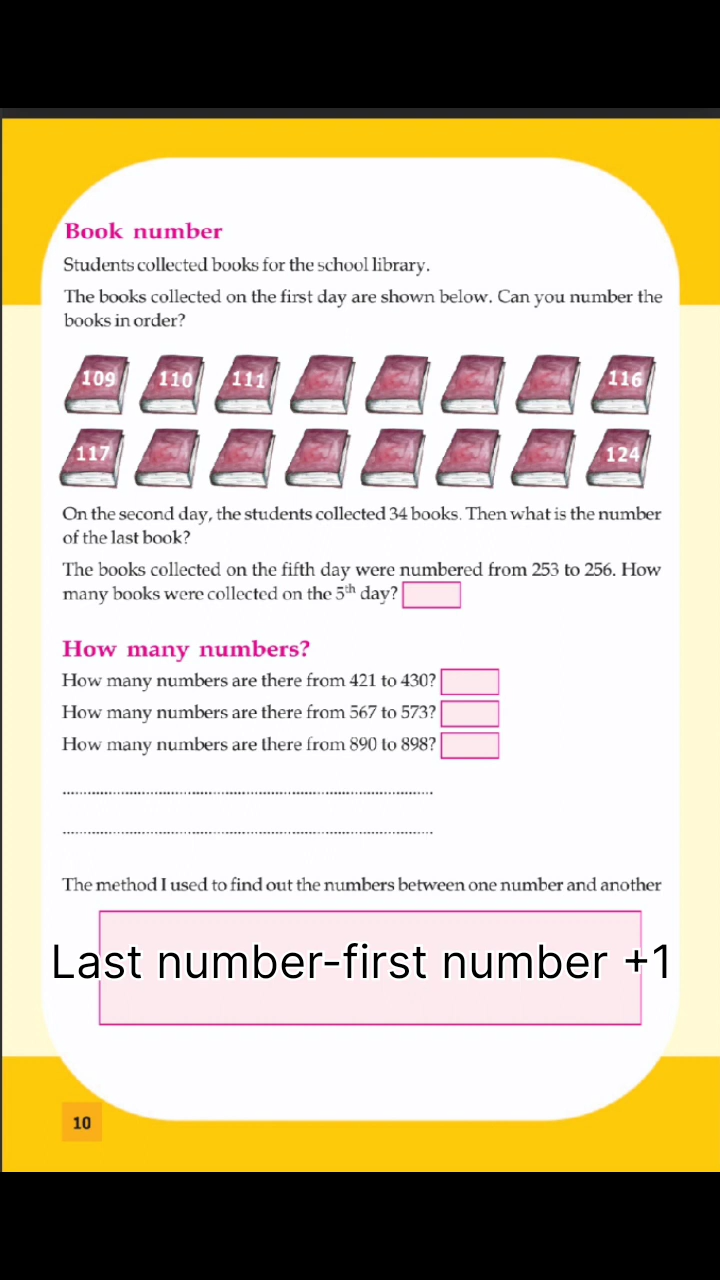 Book number
Students collected books for the school library.
The books collected on the first day are shown below. Can you number the
books in order?
109 110 111 116
117 124
On the second day, the students collected 34 books. Then what is the number
of the last book?
The books collected on the fifth day were numbered from 253 to 256. How
many books were collected on the 5th day?
How many numbers?
How many numbers are there from 421 to 430?
How many numbers are there from 567 to 573?
How many numbers are there from 890 to 898?
The method I used to find out the numbers between one number and another
Last number-first number +1
10